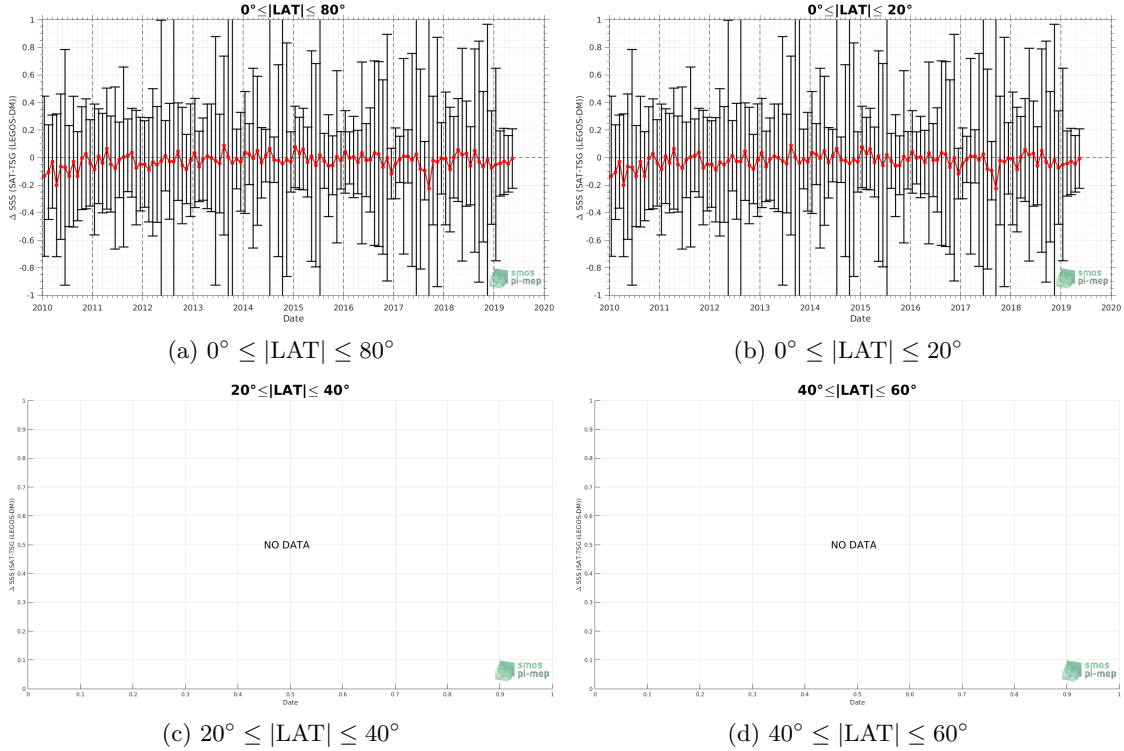 0°≤|LAT|≤ 80°
Δ SSS (SAT-TSG (LEGOS-DM))
1
0.8
0.6
0.4
0.2
0
-0.2
-0.4
-0.6
-0.8
-1
2010 2011 2012 2013 2014 2015 2016 2017 2018 2019 2020
Date
smos
pi-mep
(a) 0° ≤ |LAT| ≤ 80°
0°≤|LAT|≤ 20°
Δ SSS (SAT-TSG (LEGOS-DM))
1
0.8
0.6
0.4
0.2
0
-0.2
-0.4
-0.6
-0.8
-1
2010 2011 2012 2013 2014 2015 2016 2017 2018 2019 2020
Date
smos
pi-mep
(b) 0° ≤ |LAT| ≤ 20°
20°≤|LAT|≤ 40°
Δ SSS (SAT-TSG (LEGOS-DM))
1
0.9
0.8
0.7
0.6
0.5
0.4
0.3
0.2
0.1
0
NO DATA
0 0.1 0.2 0.3 0.4 0.5 0.6 0.7 0.8 0.9 1
Date
smos
pi-mep
(c) 20° ≤ |LAT| ≤ 40°
40°≤|LAT|≤ 60°
Δ SSS (SAT-TSG (LEGOS-DM))
1
0.9
0.8
0.7
0.6
0.5
0.4
0.3
0.2
0.1
0
NO DATA
0 0.1 0.2 0.3 0.4 0.5 0.6 0.7 0.8 0.9 1
Date
smos
pi-mep
(d) 40° ≤ |LAT| ≤ 60°